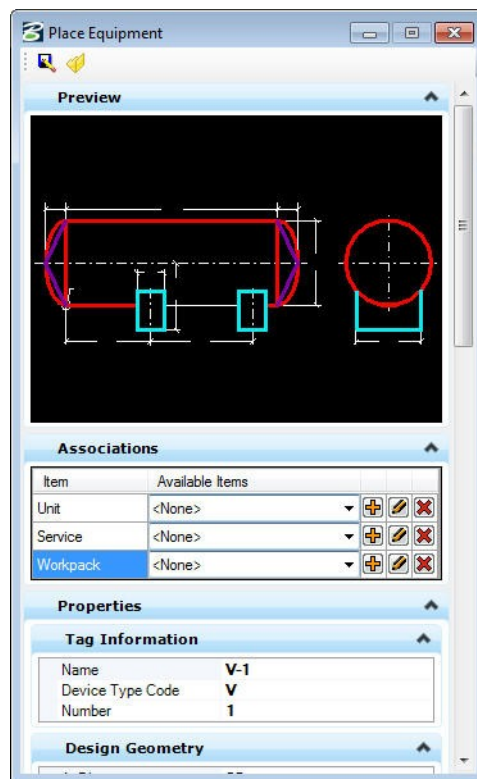 Place Equipment
Preview
Associations
Item Available Items
Unit <None>
Service <None>
Workpack <None>
Properties
Tag Information
Name V-1
Device Type Code V
Number 1
Design Geometry